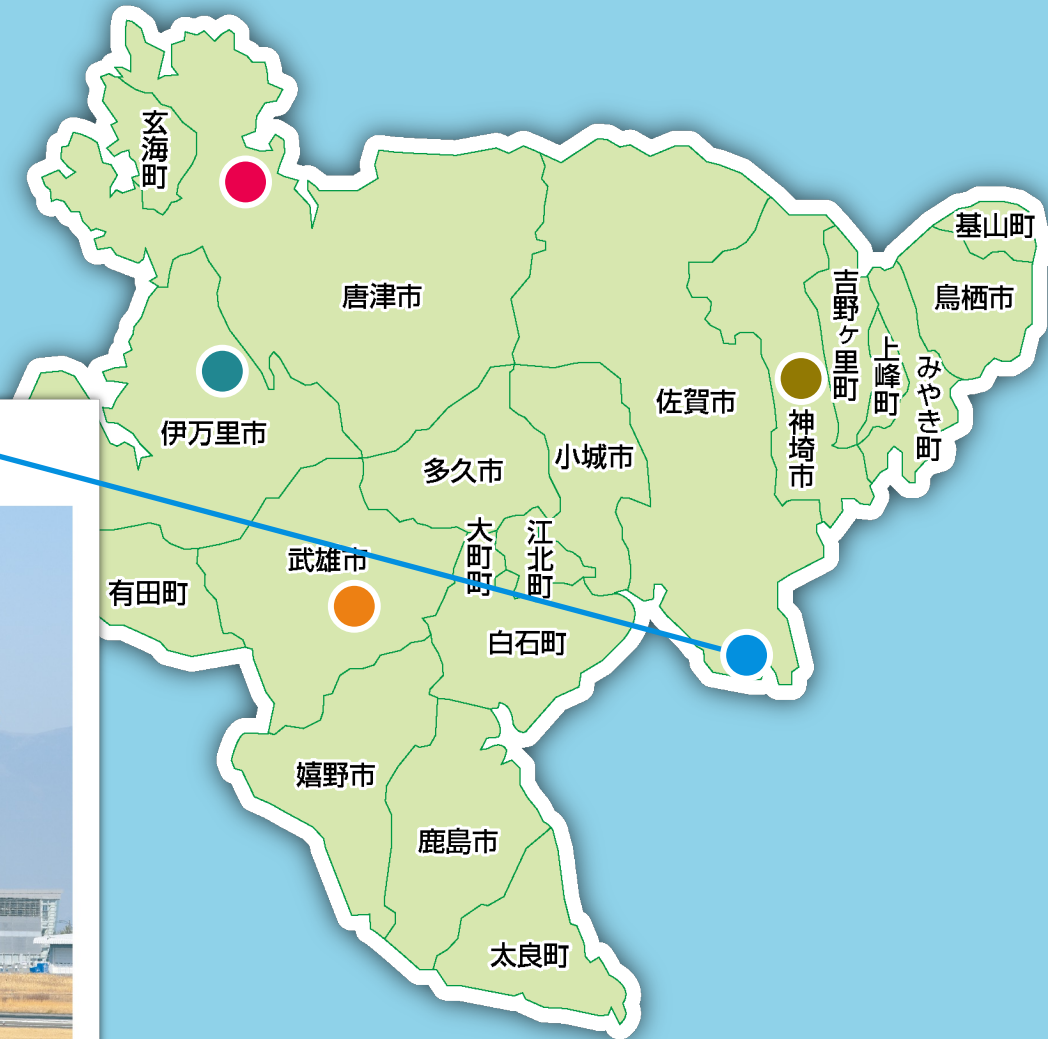 玄海町
基山町
鳥栖市
吉野ヶ里町
唐津市
上峰町
みやき町
佐賀市
神埼市
伊万里市
小城市
多久市
大町町
江北町
武雄市
有田町
白石町
嬉野市
鹿島市
太良町